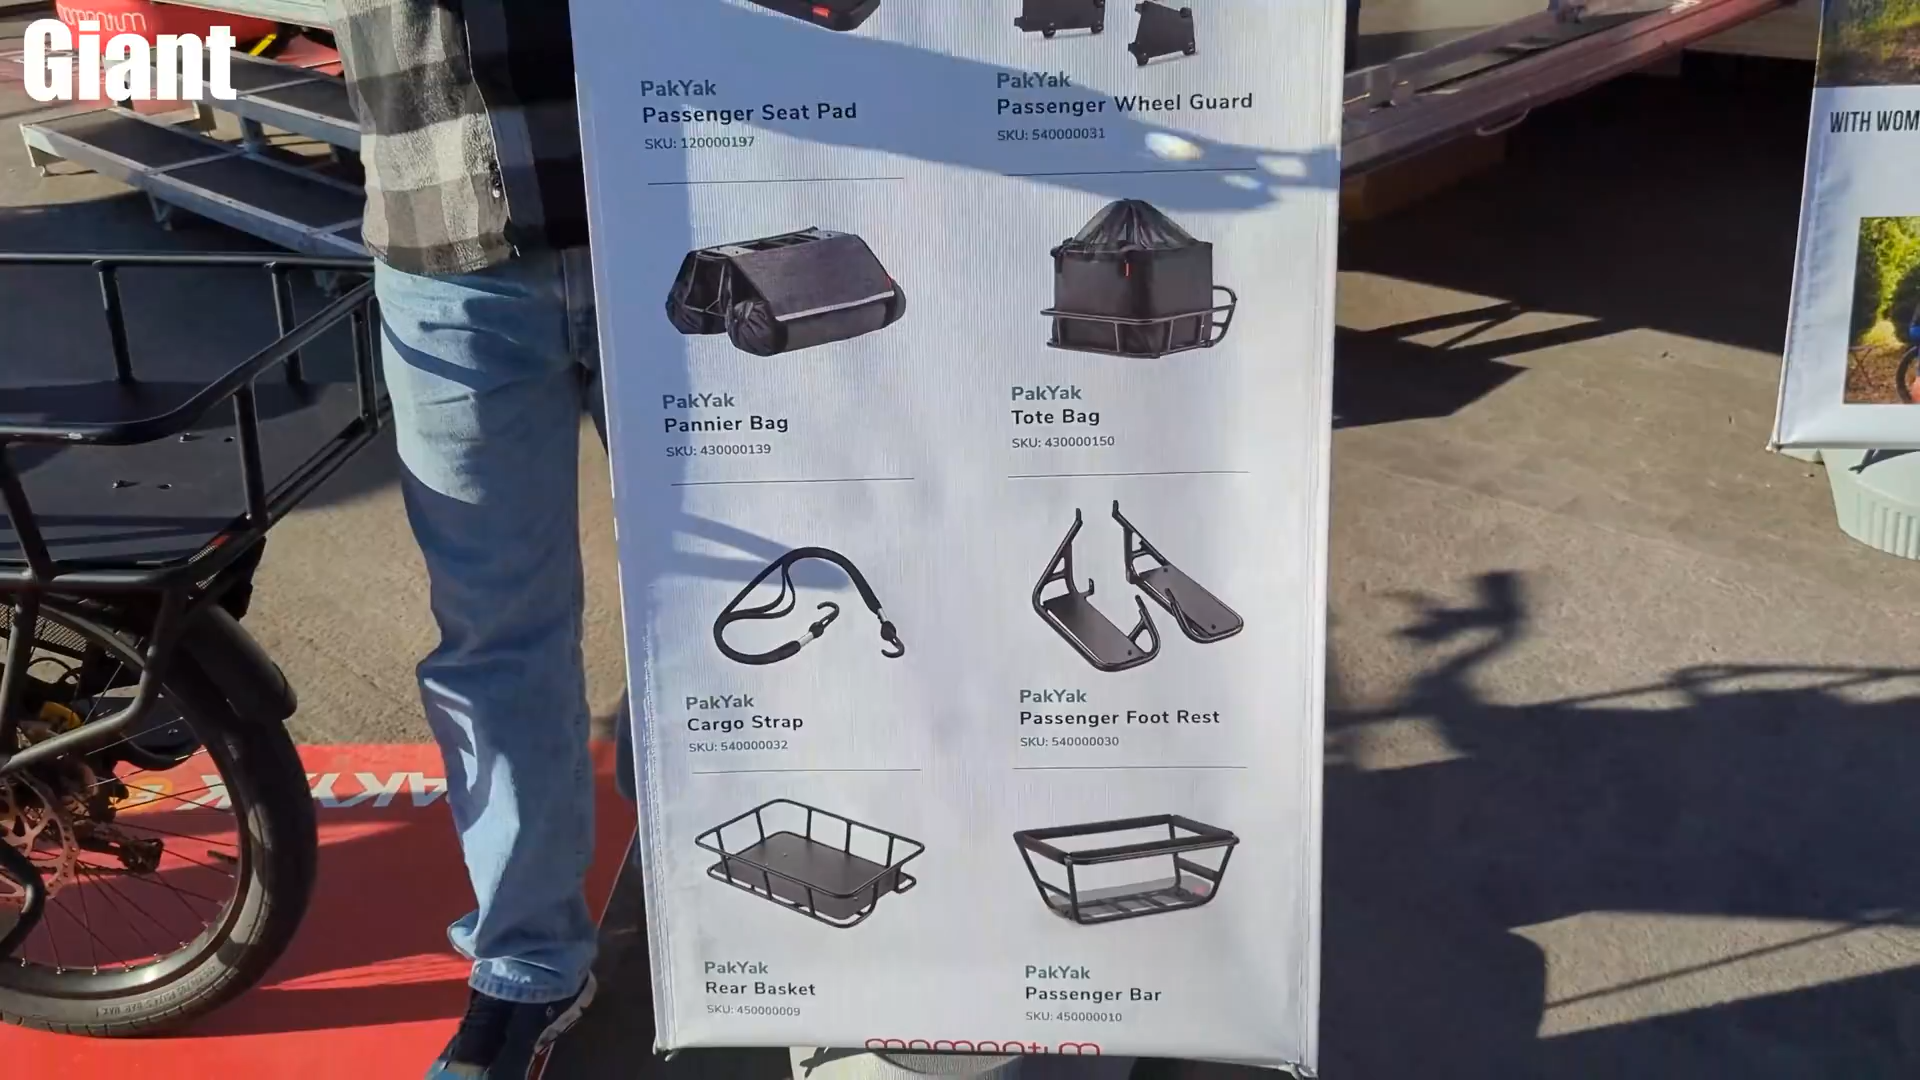 Giant
momentum
PakYak
Passenger Seat Pad
SKU: 120000197
PakYak
Passenger Wheel Guard
SKU: 540000031
PakYak
Pannier Bag
SKU: 430000139
PakYak
Tote Bag
SKU: 430000150
PakYak
Cargo Strap
SKU: 540000032
PakYak
Passenger Foot Rest
SKU: 540000030
PakYak
Rear Basket
SKU: 450000009
PakYak
Passenger Bar
SKU: 450000010
momentum
WITH WOM
PAKYAK